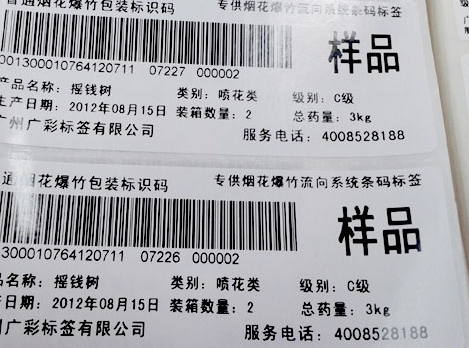 普通烟花爆竹包装标识码 专供烟花爆竹流向系统条码标签
样品
0013000010764120711 07227 000002
产品名称: 摇钱树 类别: 喷花类 级别: C级
生产日期: 2012年08月15日 装箱数量: 2 总药量: 3kg
广州广彩标签有限公司 服务电话: 4008528188
通烟花爆竹包装标识码 专供烟花爆竹流向系统条码标签
样品
13000010764120711 07226 000002
品名称: 摇钱树 类别: 喷花类 级别: C级
产日期: 2012年08月15日 装箱数量: 2 总药量: 3kg
州广彩标签有限公司 服务电话: 4008528188